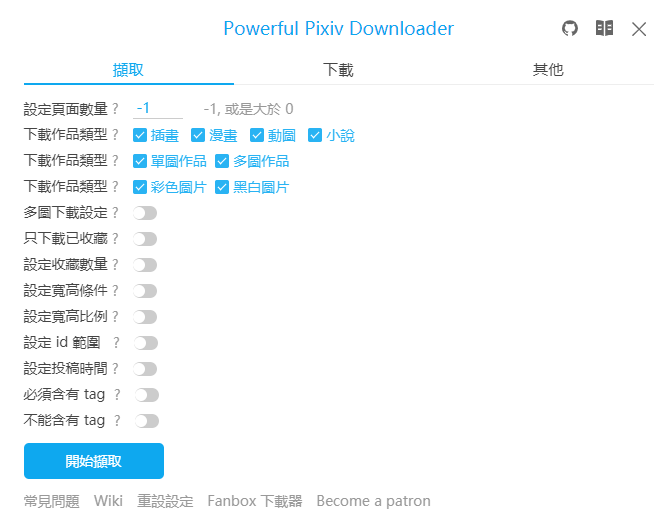 Powerful Pixiv Downloader
擷取 下載 其他
設定頁面數量 ? -1 -1, 或是大於 0
下載作品類型 ? 插畫 漫畫 動圖 小說
下載作品類型 ? 單圖作品 多圖作品
下載作品類型 ? 彩色圖片 黑白圖片
多圖下載設定 ?
只下載已收藏 ?
設定收藏數量 ?
設定寬高條件 ?
設定寬高比例 ?
設定 id 範圍 ?
設定投稿時間 ?
必須含有 tag ?
不能含有 tag ?
開始擷取
常見問題 Wiki 重設設定 Fanbox 下載器 Become a patron